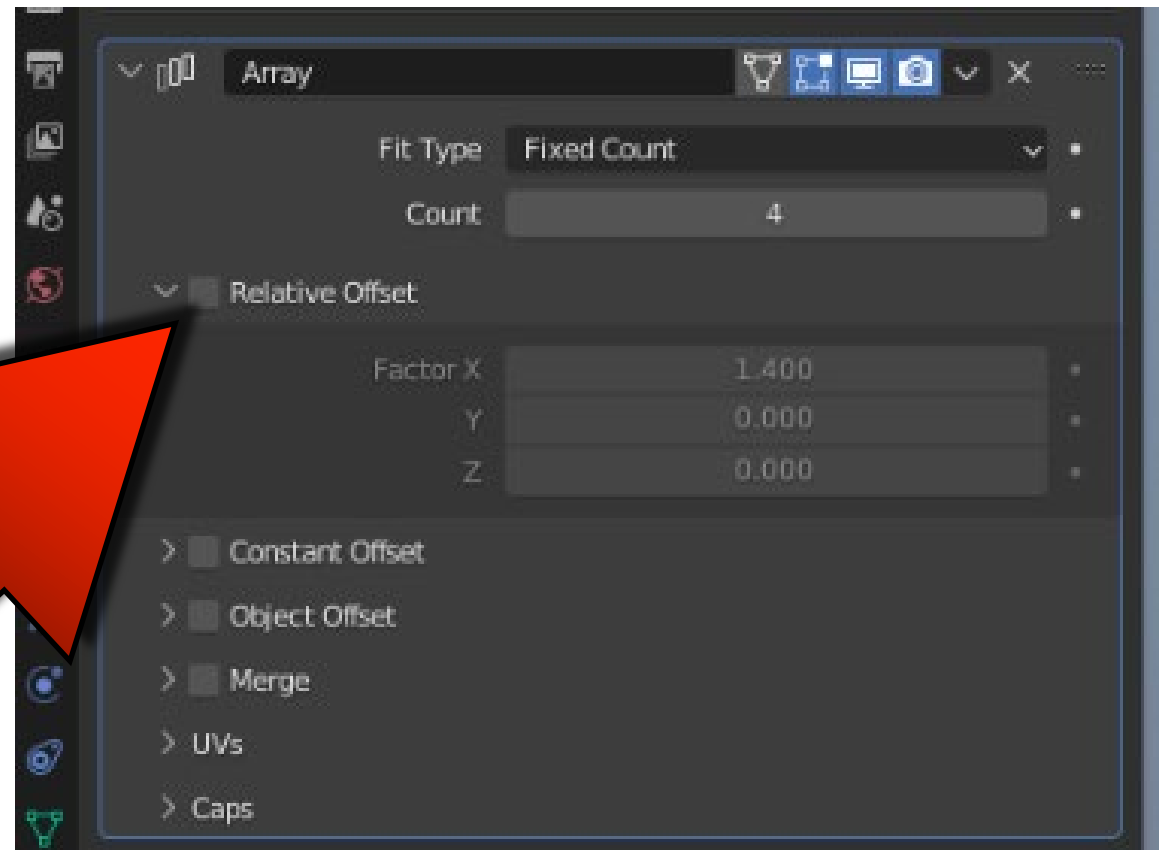 Array
Fit Type Fixed Count
Count 4
Relative Offset
Factor X 1.400
Y 0.000
Z 0.000
Constant Offset
Object Offset
Merge
UVs
Caps